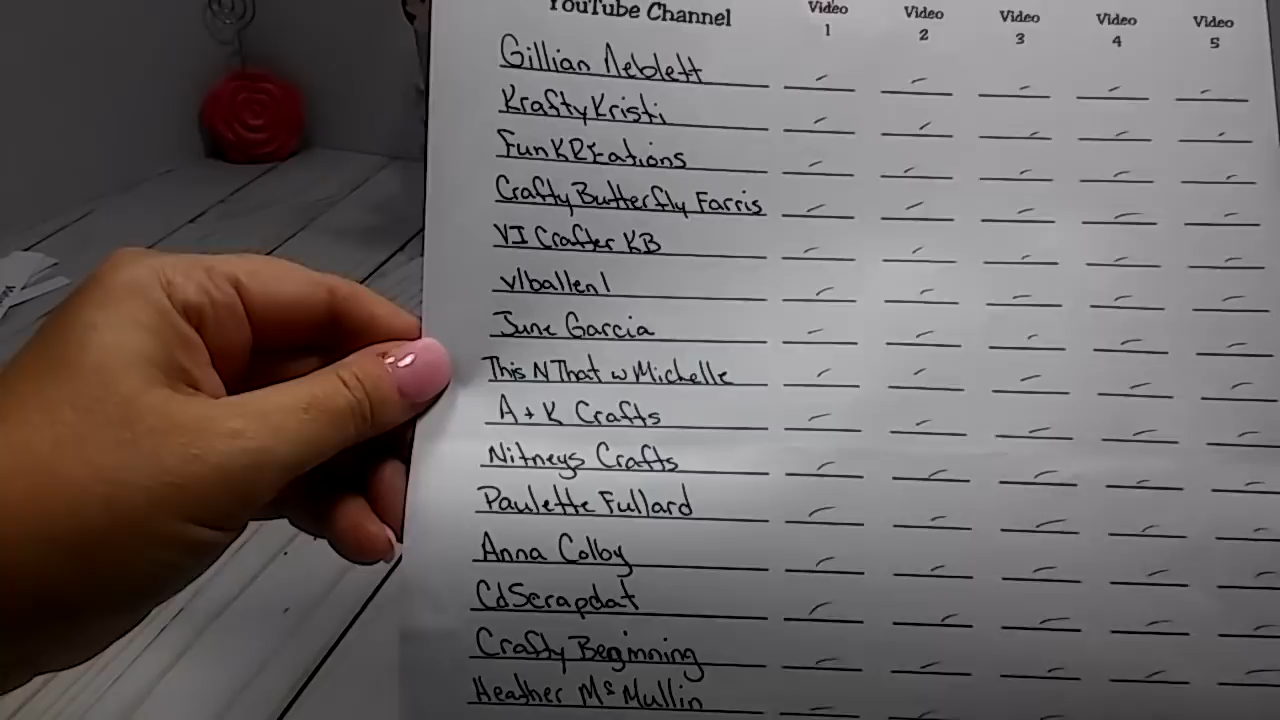 YouTube Channel Video 1 Video 2 Video 3 Video 4 Video 5
Gillian Neblett
KraftyKristi
FunKREations
Crafty Butterfly Farris
VI Crafter KB
vlballen1
June Garcia
This N That w Michelle
A + K Crafts
Nitneys Crafts
Paulette Fullard
Anna Colby
CdScrapdat
Crafty Beginning
Heather McMullin